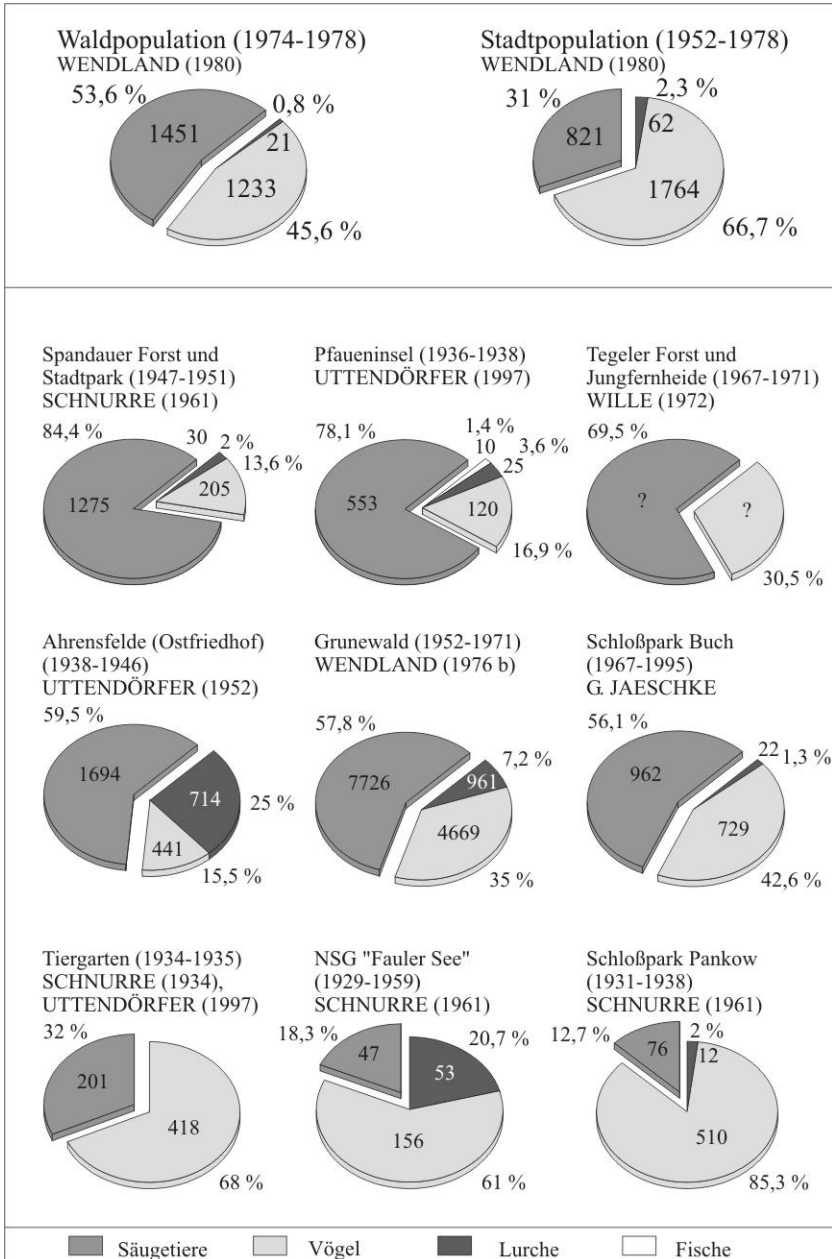 Waldpopulation (1974-1978)
WENDLAND (1980)
53,6 %
0,8 %
1451
21
1233
45,6 %
Stadtpopulation (1952-1978)
WENDLAND (1980)
31 %
2,3 %
821
62
1764
66,7 %
Spandauer Forst und
Stadtpark (1947-1951)
SCHNURRE (1961)
84,4 %
30
2 %
13,6 %
1275
205
Pfaueninsel (1936-1938)
UTTENDÖRFER (1997)
78,1 %
1,4 %
10
3,6 %
25
553
120
16,9 %
Tegeler Forst und
Jungfernheide (1967-1971)
WILLE (1972)
69,5 %
?
?
30,5 %
Ahrensfelde (Ostfriedhof)
(1938-1946)
UTTENDÖRFER (1952)
59,5 %
1694
714
25 %
441
15,5 %
Grunewald (1952-1971)
WENDLAND (1976 b)
57,8 %
7,2 %
7726
961
4669
35 %
Schloßpark Buch
(1967-1995)
G. JAESCHKE
56,1 %
22
1,3 %
962
729
42,6 %
Tiergarten (1934-1935)
SCHNURRE (1934),
UTTENDÖRFER (1997)
32 %
201
418
68 %
NSG "Fauler See"
(1929-1959)
SCHNURRE (1961)
18,3 %
20,7 %
47
53
156
61 %
Schloßpark Pankow
(1931-1938)
SCHNURRE (1961)
12,7 %
2 %
76
12
510
85,3 %
Säugetiere
Vögel
Lurche
Fische